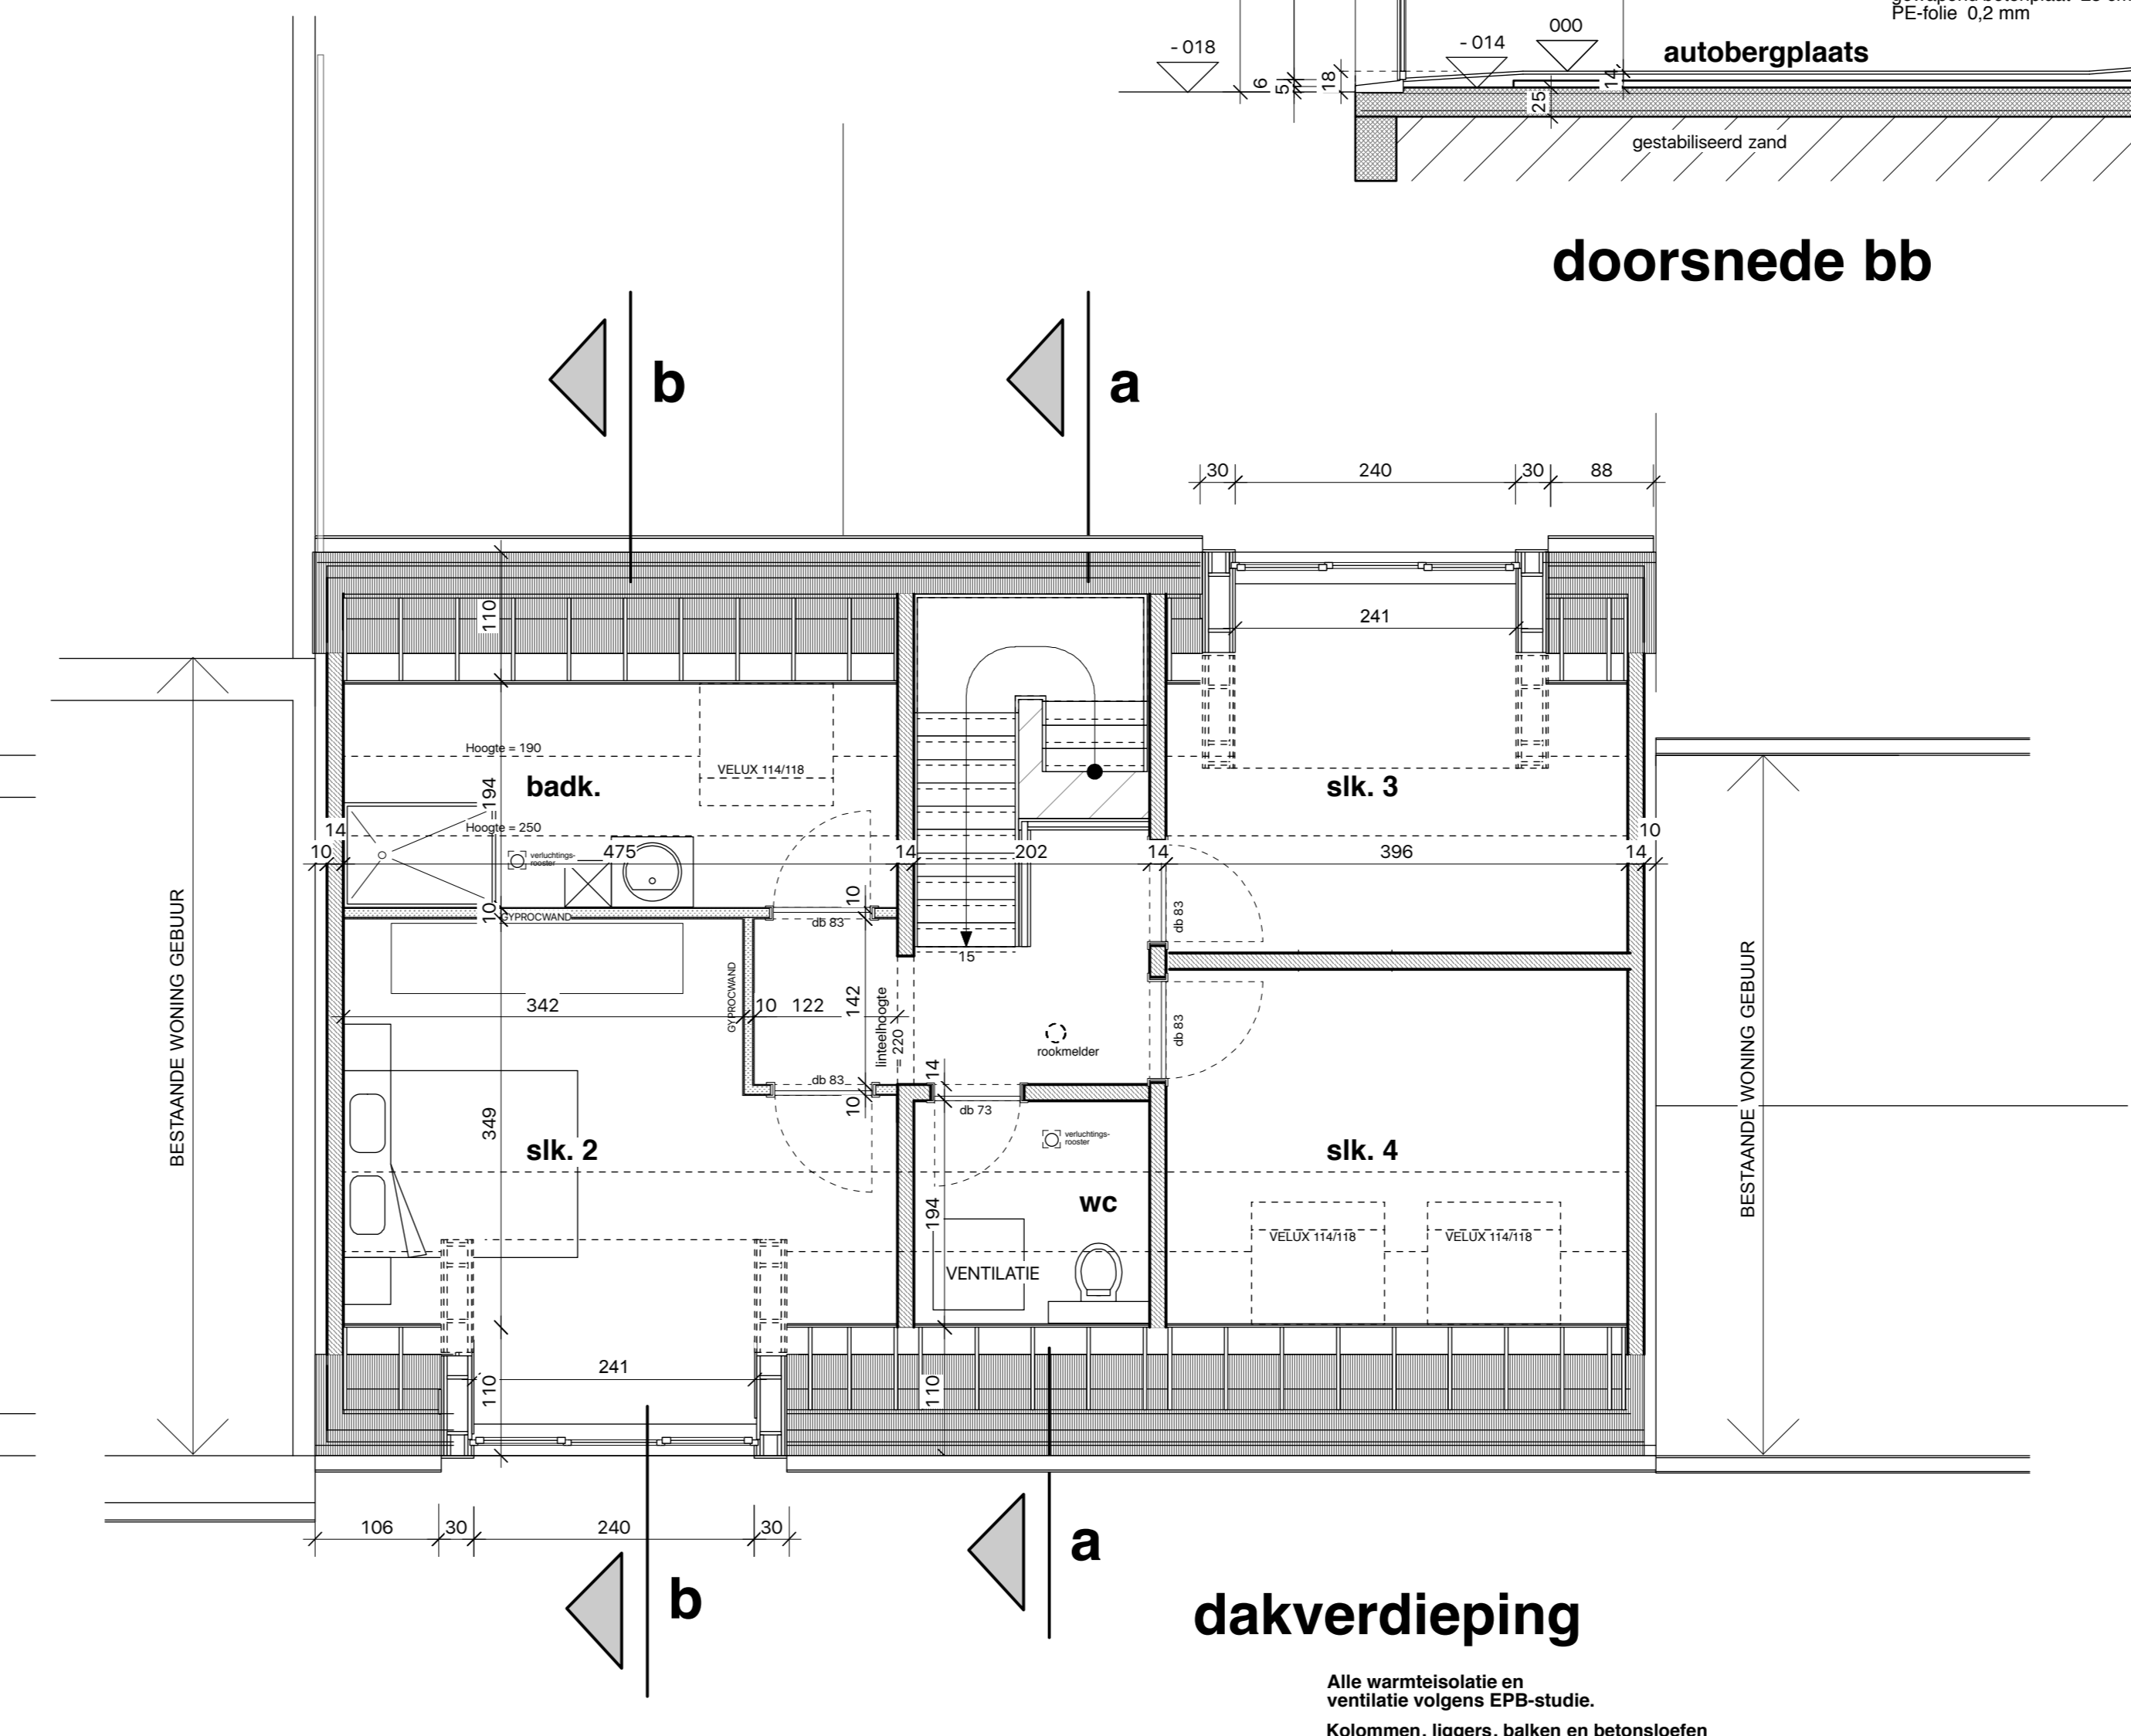 PE-folie 0,2 mm
000
- 018
- 014
autobergplaats
6
5
18
14
25
gestabiliseerd zand
doorsnede bb
b
a
30
240
30
88
110
241
Hoogte = 190
VELUX 114/118
badk.
slk. 3
194
14
Hoogte = 250
10
10
475
14
202
14
396
14
verluchtings-
rooster
10
10
GYPROCWAND
db 83
db 83
BESTAANDE WONING GEBUUR
15
BESTAANDE WONING GEBUUR
GYPROCWAND
342
10
122
142
linteelhoogte
220
db 83
rookmelder
14
db 83
10
db 73
349
verluchtings-
rooster
slk. 2
slk. 4
wc
194
VELUX 114/118
VELUX 114/118
VENTILATIE
241
110
110
106
30
240
30
a
b
dakverdieping
Alle warmteisolatie en
ventilatie volgens EPB-studie.
Kolommen, liggers, balken en betonsloefen